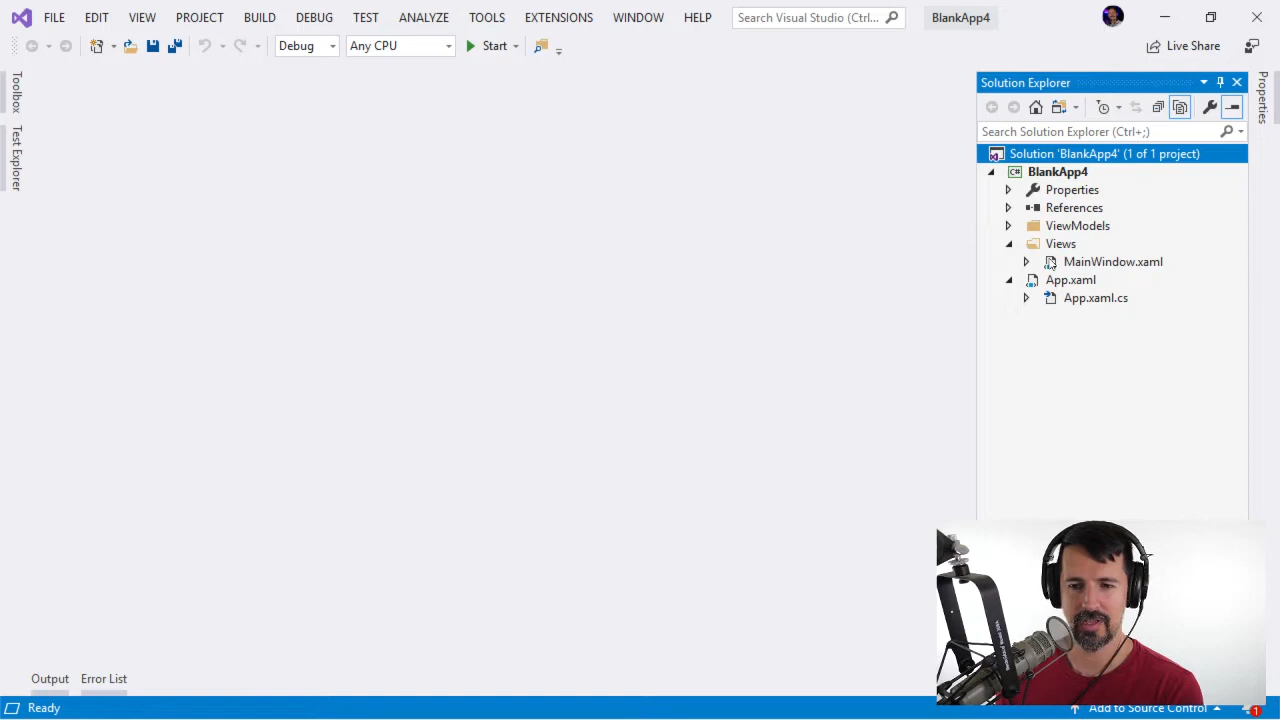 FILE EDIT VIEW PROJECT BUILD DEBUG TEST ANALYZE TOOLS EXTENSIONS WINDOW HELP Search Visual Studio (Ctrl... BlankApp4
Debug Any CPU Start Live Share
Toolbox
Test Explorer
Solution Explorer
Properties
Search Solution Explorer (Ctrl+;)
Solution 'BlankApp4' (1 of 1 project)
C# BlankApp4
Properties
References
ViewModels
Views
MainWindow.xaml
App.xaml
App.xaml.cs
Output Error List
Ready Add to Source Control 1